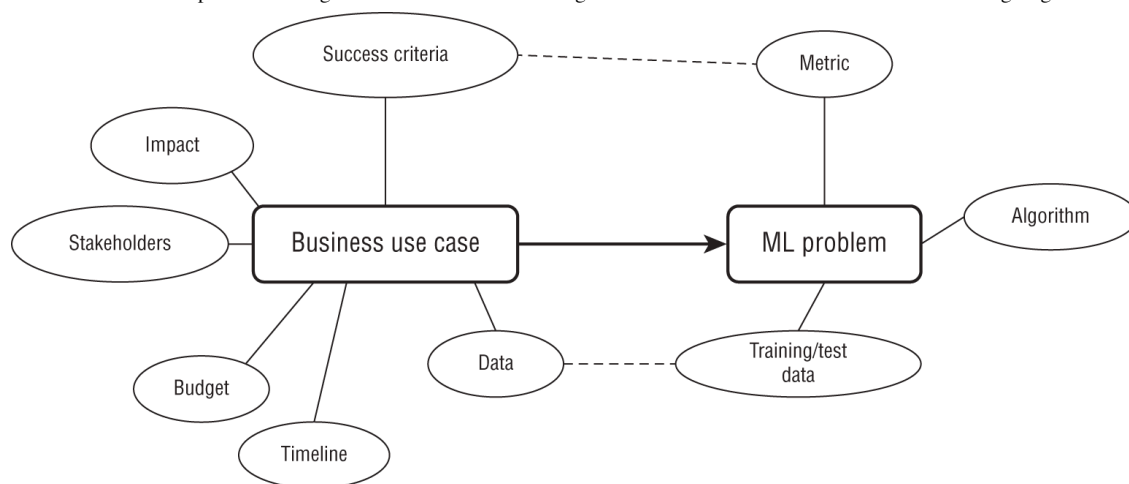 Success criteria
Metric
Impact
Algorithm
Stakeholders
Business use case
ML problem
Data
Training/test
data
Budget
Timeline